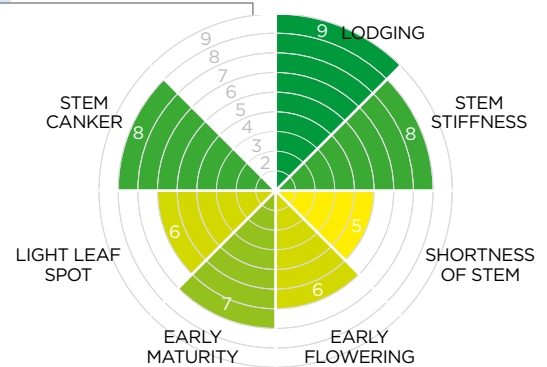 9
8
7
6
5
4
3
2
9
LODGING
8
STEM
STIFFNESS
5
SHORTNESS
OF STEM
6
EARLY
FLOWERING
7
EARLY
MATURITY
6
LIGHT LEAF
SPOT
8
STEM
CANKER